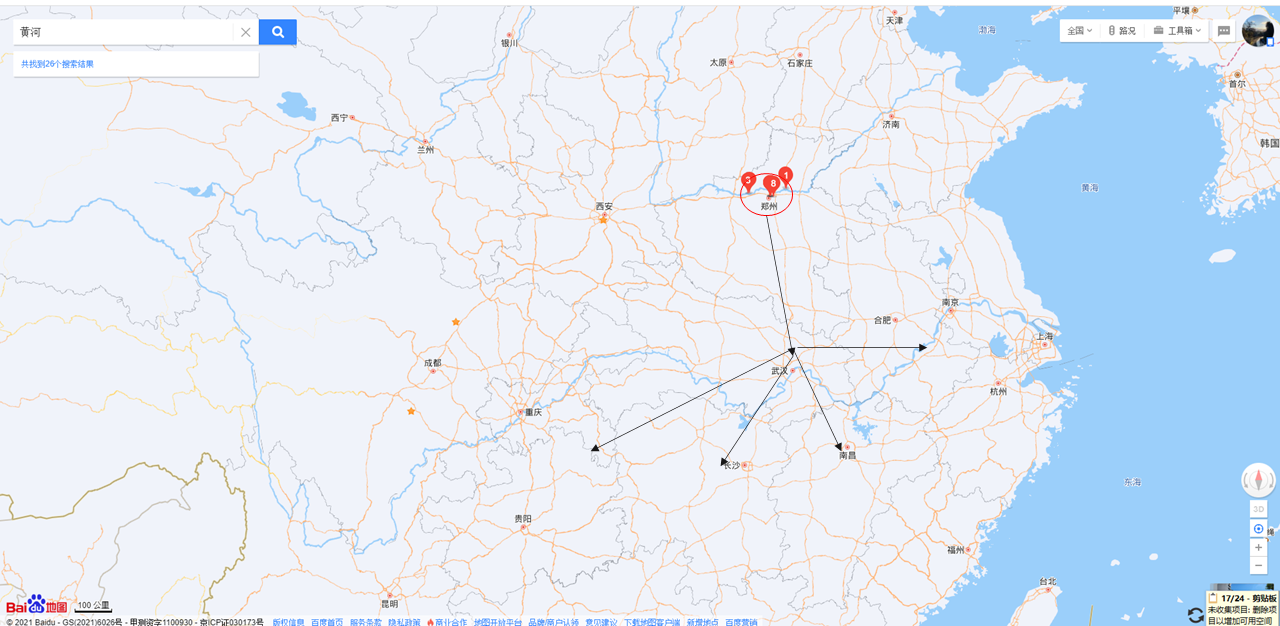 黄河
共找到26个搜索结果
全国
路况
工具箱
平壤
天津
渤海
银川
太原
石家庄
首尔
西宁
济南
韩国
兰州
3
8
1
黄海
西安
郑州
南京
合肥
上海
成都
武汉
杭州
重庆
南昌
长沙
东海
3D
贵阳
福州
台北
昆明
Bai du 地图
100 公里
17/24 - 剪贴板
未收集项目: 删除项
目以增加可用空间
© 2021 Baidu - GS(2021)6026号 - 甲测资字1100930 - 京ICP证030173号 版权信息 百度首页 服务条款 隐私政策 商业合作 地图开放平台 品牌/商户认领 意见建议 下载地图客户端 新增地点 百度营销